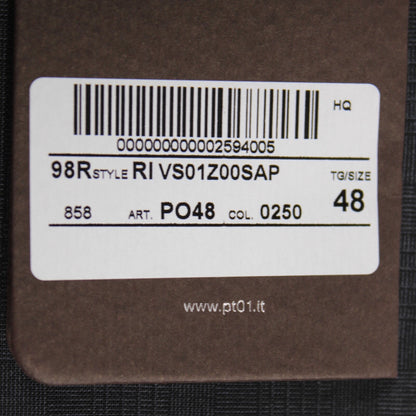 HQ
000000000002594005
98R STYLE RI VS01Z00SAP TG/SIZE
858 ART. PO48 COL. 0250 48
www.pt01.it